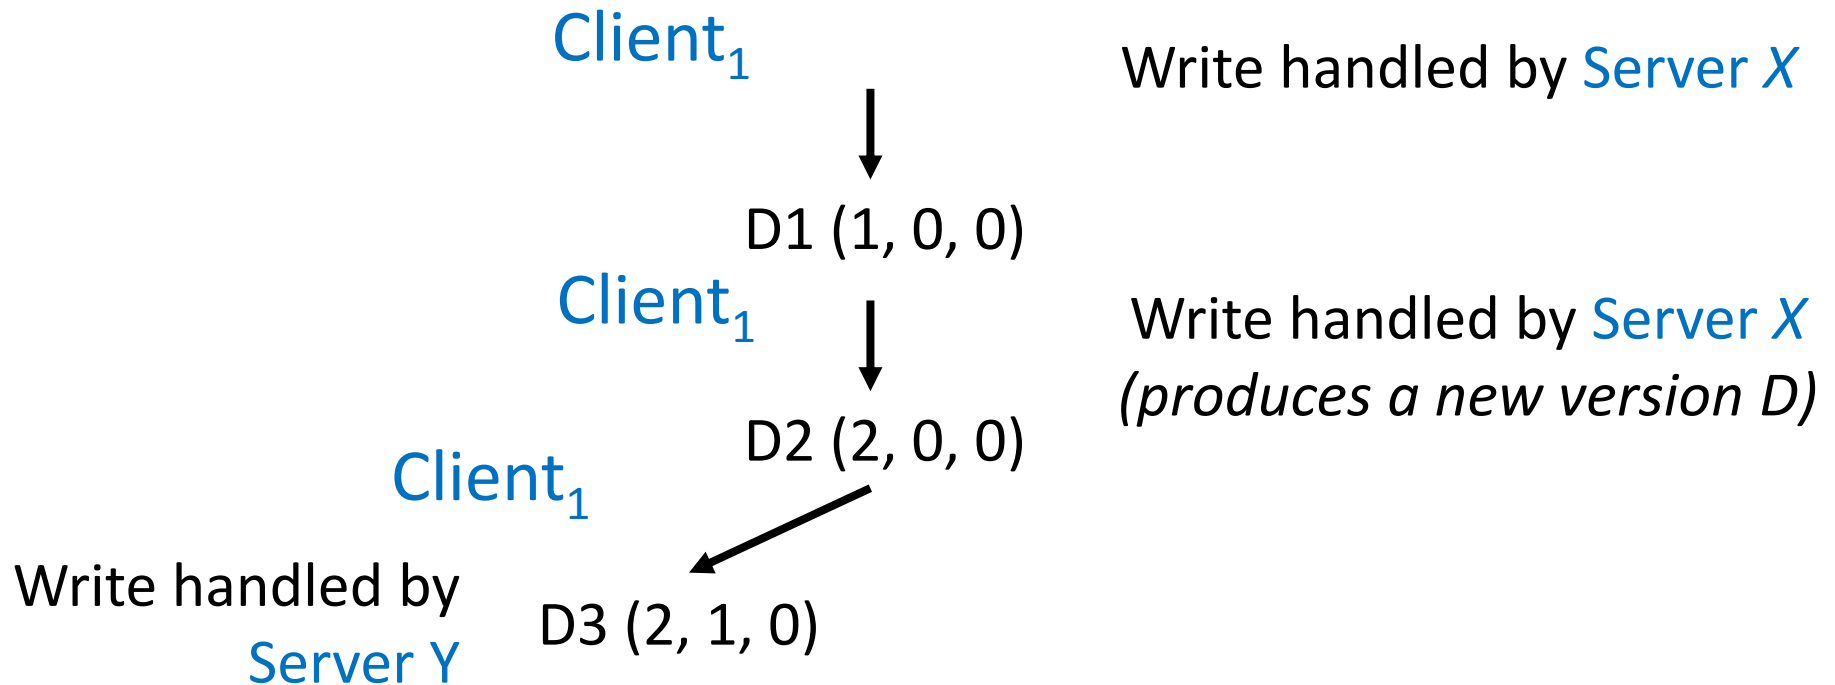 Client1
Write handled by Server X
D1 (1, 0, 0)
Client1
Write handled by Server X
(produces a new version D)
D2 (2, 0, 0)
Client1
Write handled by
Server Y
D3 (2, 1, 0)